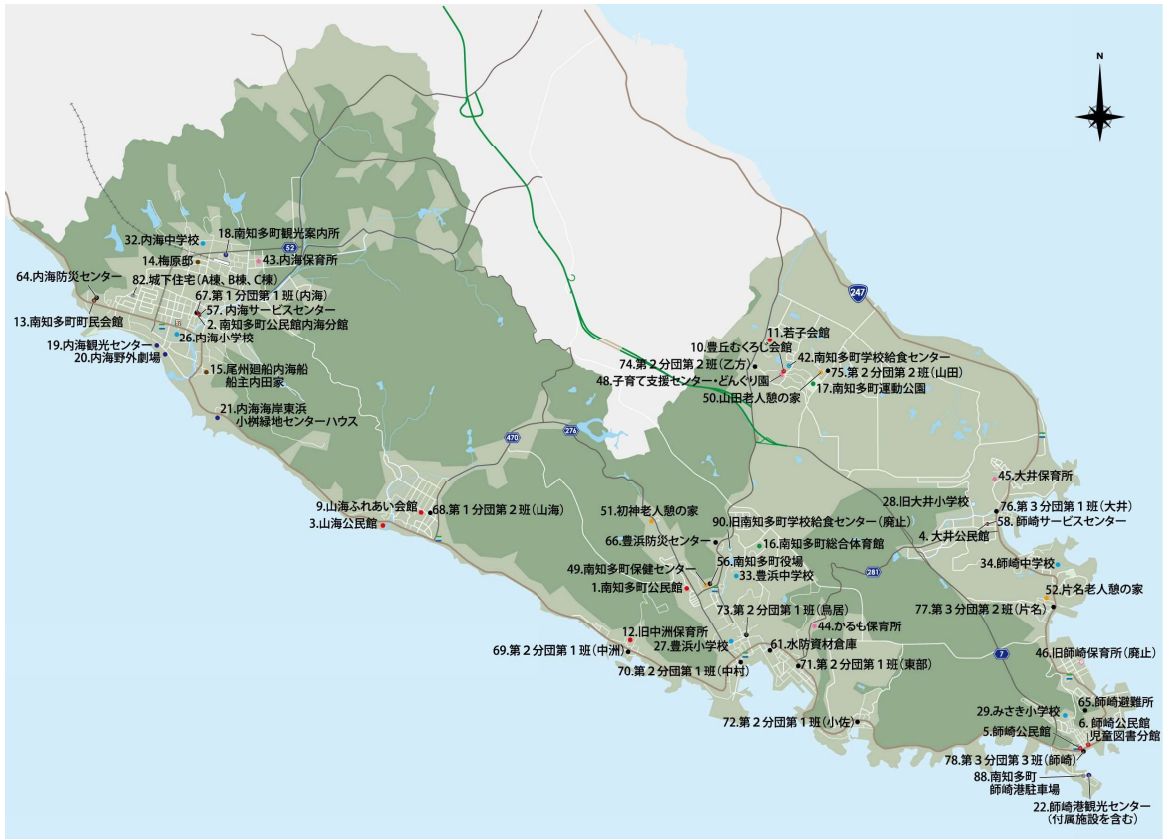 N
32.内海中学校
18.南知多町観光案内所
52
14.梅原邸
43.内海保育所
64.内海防災センター
82.城下住宅(A棟、B棟、C棟)
67.第1分団第1班(内海)
57.内海サービスセンター
2.南知多町公民館内海分館
13.南知多町町民会館
26.内海小学校
19.内海観光センター
20.内海野外劇場
15.尾州廻船内海船
船主内田家
21.内海海岸東浜
小桝緑地センターハウス
247
11.若子会館
10.豊丘むくろじ会館
42.南知多町学校給食センター
74.第2分団第2班(乙方)
75.第2分団第2班(山田)
48.子育て支援センター・どんぐり園
17.南知多町運動公園
50.山田老人憩の家
276
470
9.山海ふれあい会館
68.第1分団第2班(山海)
3.山海公民館
51.初神老人憩の家
90.旧南知多町学校給食センター(廃止)
66.豊浜防災センター
16.南知多町総合体育館
56.南知多町役場
49.南知多町保健センター
33.豊浜中学校
1.南知多町公民館
73.第2分団第1班(鳥居)
44.かるも保育所
12.旧中洲保育所
27.豊浜小学校
61.水防資材倉庫
69.第2分団第1班(中洲)
70.第2分団第1班(中村)
71.第2分団第1班(東部)
72.第2分団第1班(小佐)
45.大井保育所
28.旧大井小学校
76.第3分団第1班(大井)
58.師崎サービスセンター
4.大井公民館
34.師崎中学校
281
52.片名老人憩の家
77.第3分団第2班(片名)
7
46.旧師崎保育所(廃止)
65.師崎避難所
29.みさき小学校
6.師崎公民館
児童図書分館
5.師崎公民館
78.第3分団第3班(師崎)
88.南知多町
師崎港駐車場
22.師崎港観光センター
(付属施設を含む)